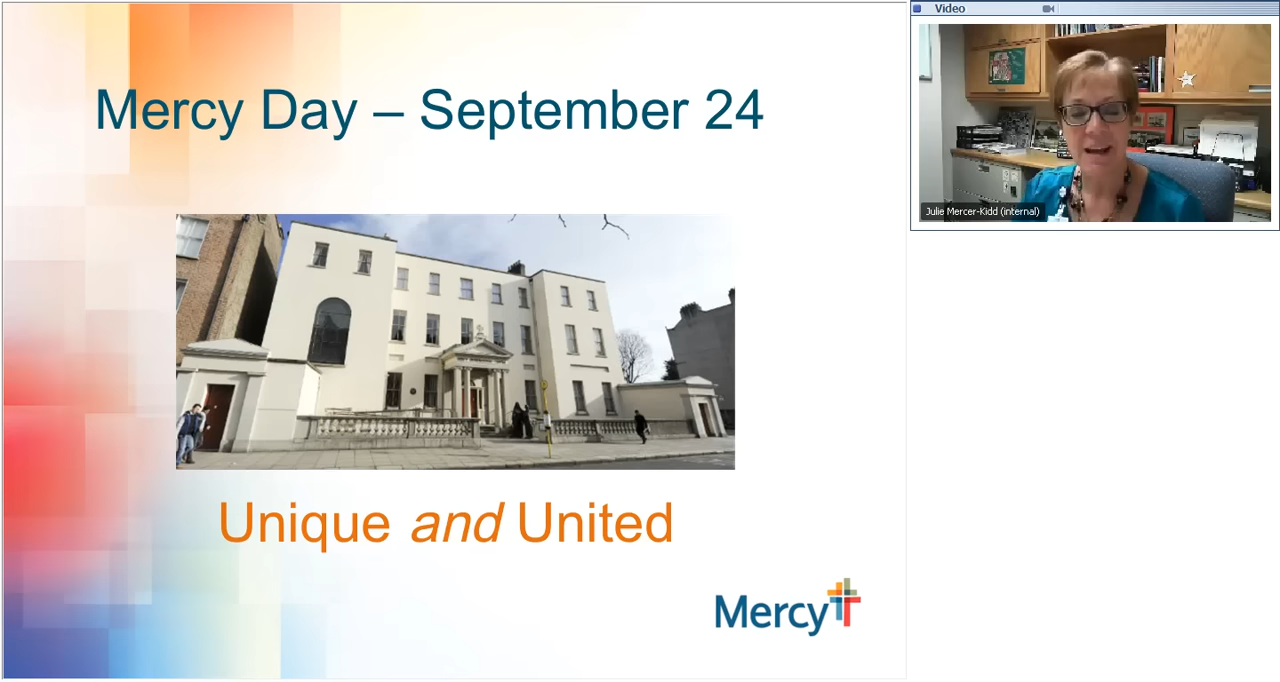 Mercy Day – September 24
Unique and United
Mercy
Video
Julie Mercer-Kidd (internal)